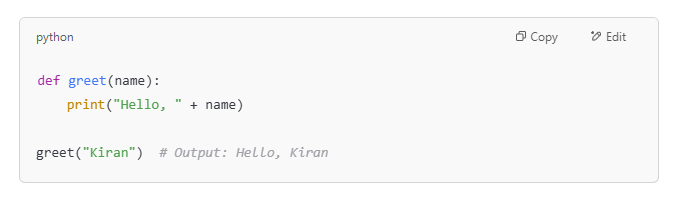 python Copy Edit
def greet(name):
    print("Hello, " + name)
greet("Kiran")  # Output: Hello, Kiran